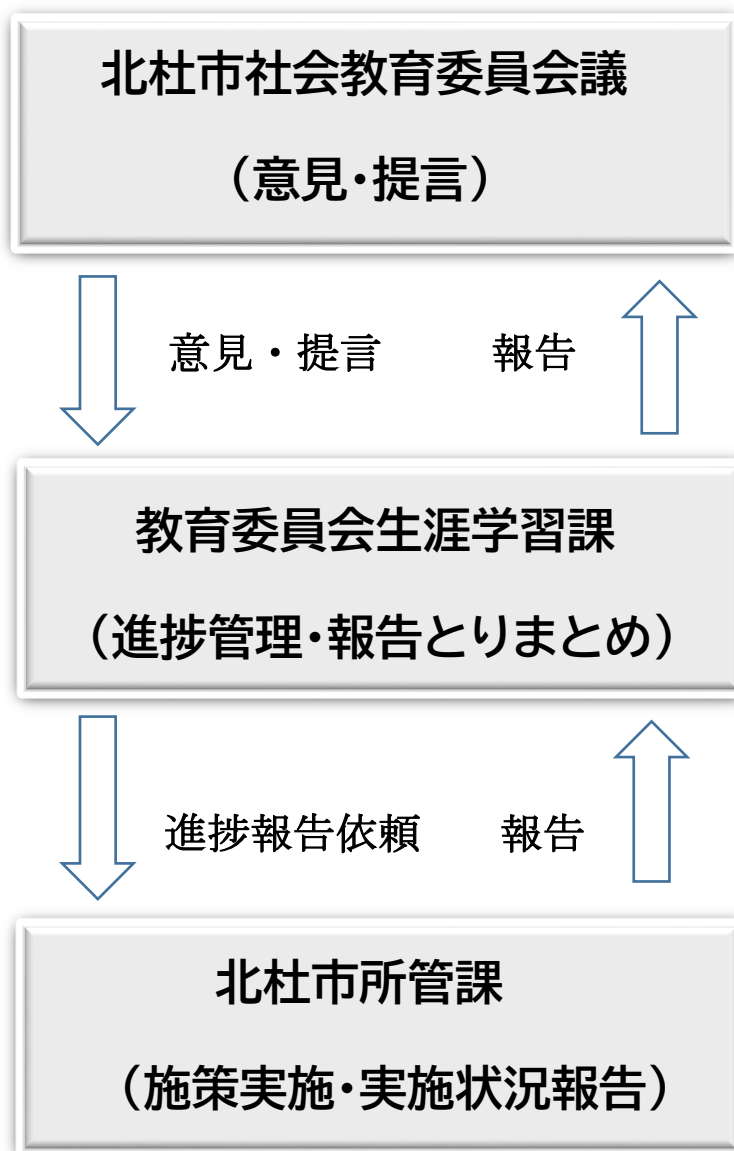 北杜市社会教育委員会議
（意見･提言）
意見・提言　報告
教育委員会生涯学習課
（進捗管理･報告とりまとめ）
進捗報告依頼　報告
北杜市所管課
（施策実施･実施状況報告）